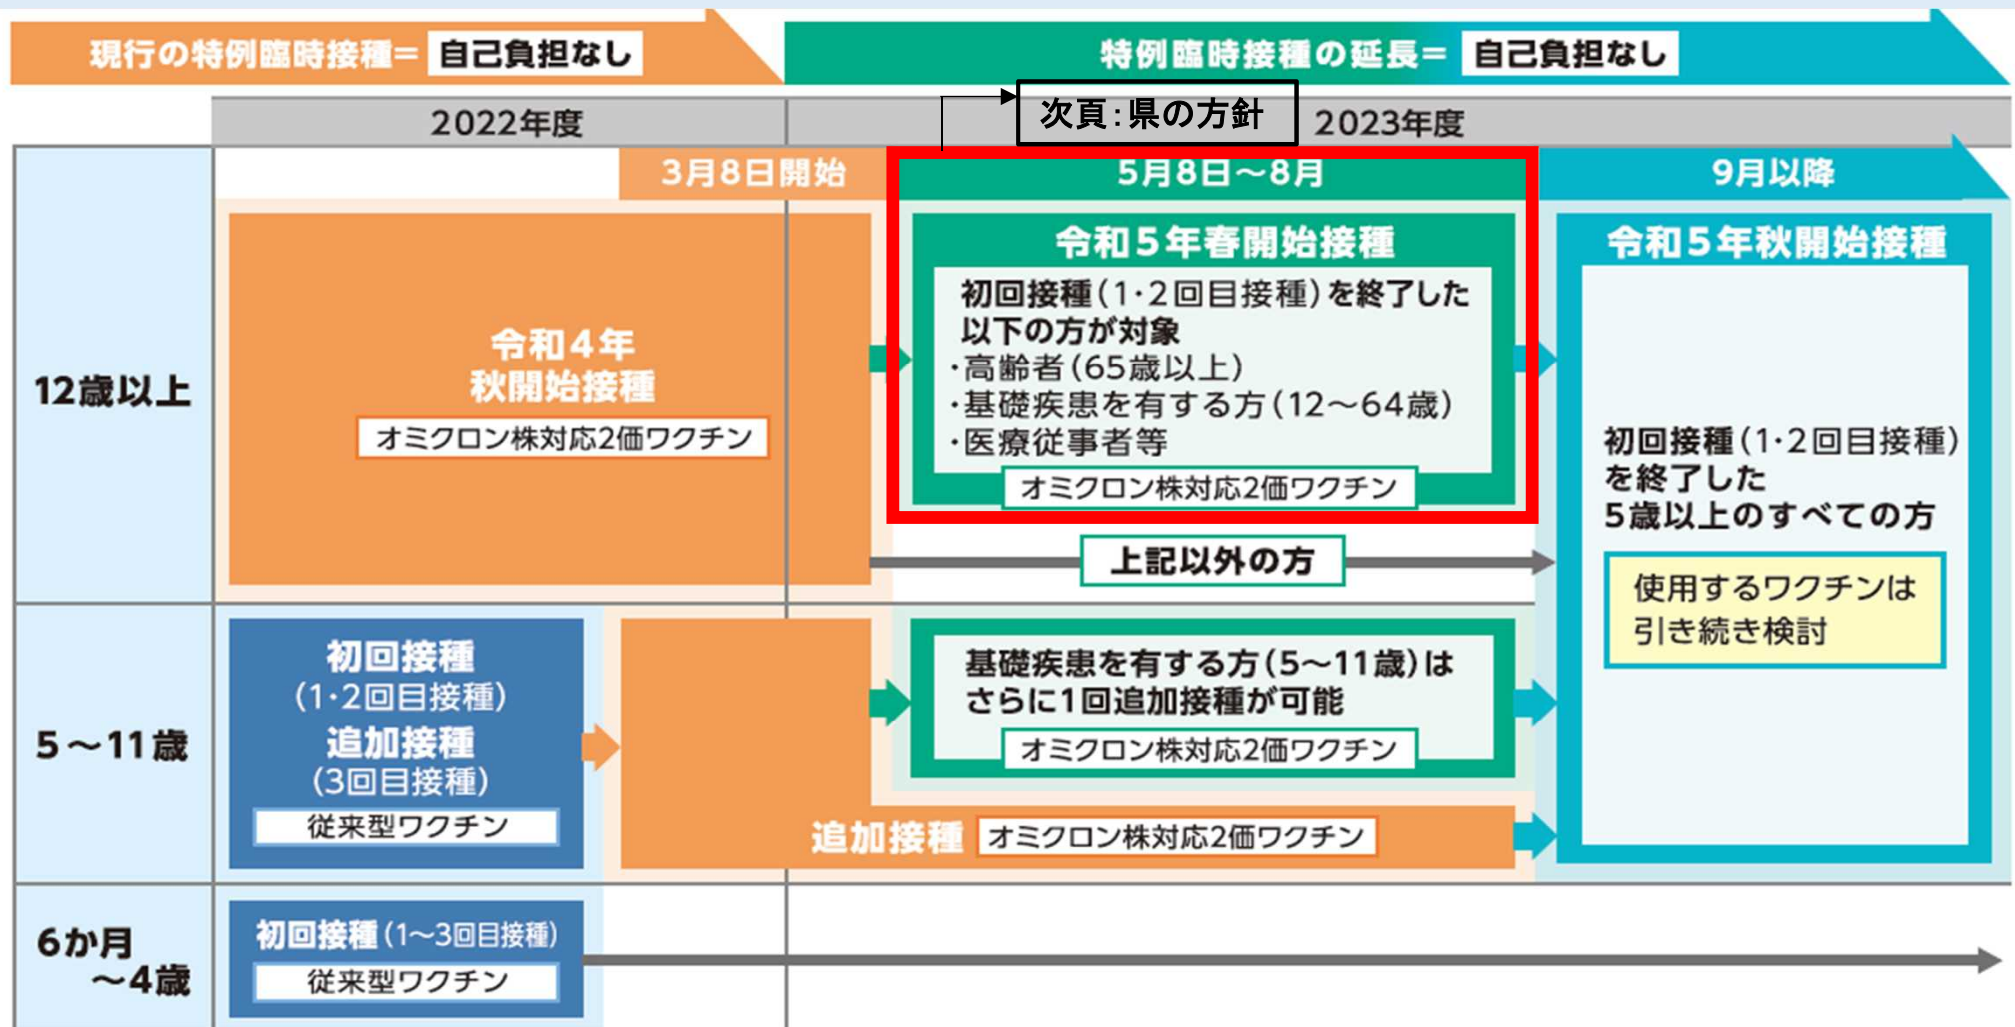 現行の特例臨時接種= 自己負担なし
特例臨時接種の延長= 自己負担なし
2022年度
次頁:県の方針
2023年度
3月8日開始
5月8日～8月
9月以降
12歳以上
令和4年
秋開始接種
オミクロン株対応2価ワクチン
令和5年春開始接種
初回接種(1・2回目接種)を終了した
以下の方が対象
・高齢者(65歳以上)
・基礎疾患を有する方(12～64歳)
・医療従事者等
オミクロン株対応2価ワクチン
上記以外の方
令和5年秋開始接種
初回接種(1・2回目接種)
を終了した
5歳以上のすべての方
使用するワクチンは
引き続き検討
5～11歳
初回接種
(1・2回目接種)
追加接種
(3回目接種)
従来型ワクチン
基礎疾患を有する方(5～11歳)は
さらに1回追加接種が可能
オミクロン株対応2価ワクチン
追加接種 オミクロン株対応2価ワクチン
6か月
～4歳
初回接種(1～3回目接種)
従来型ワクチン